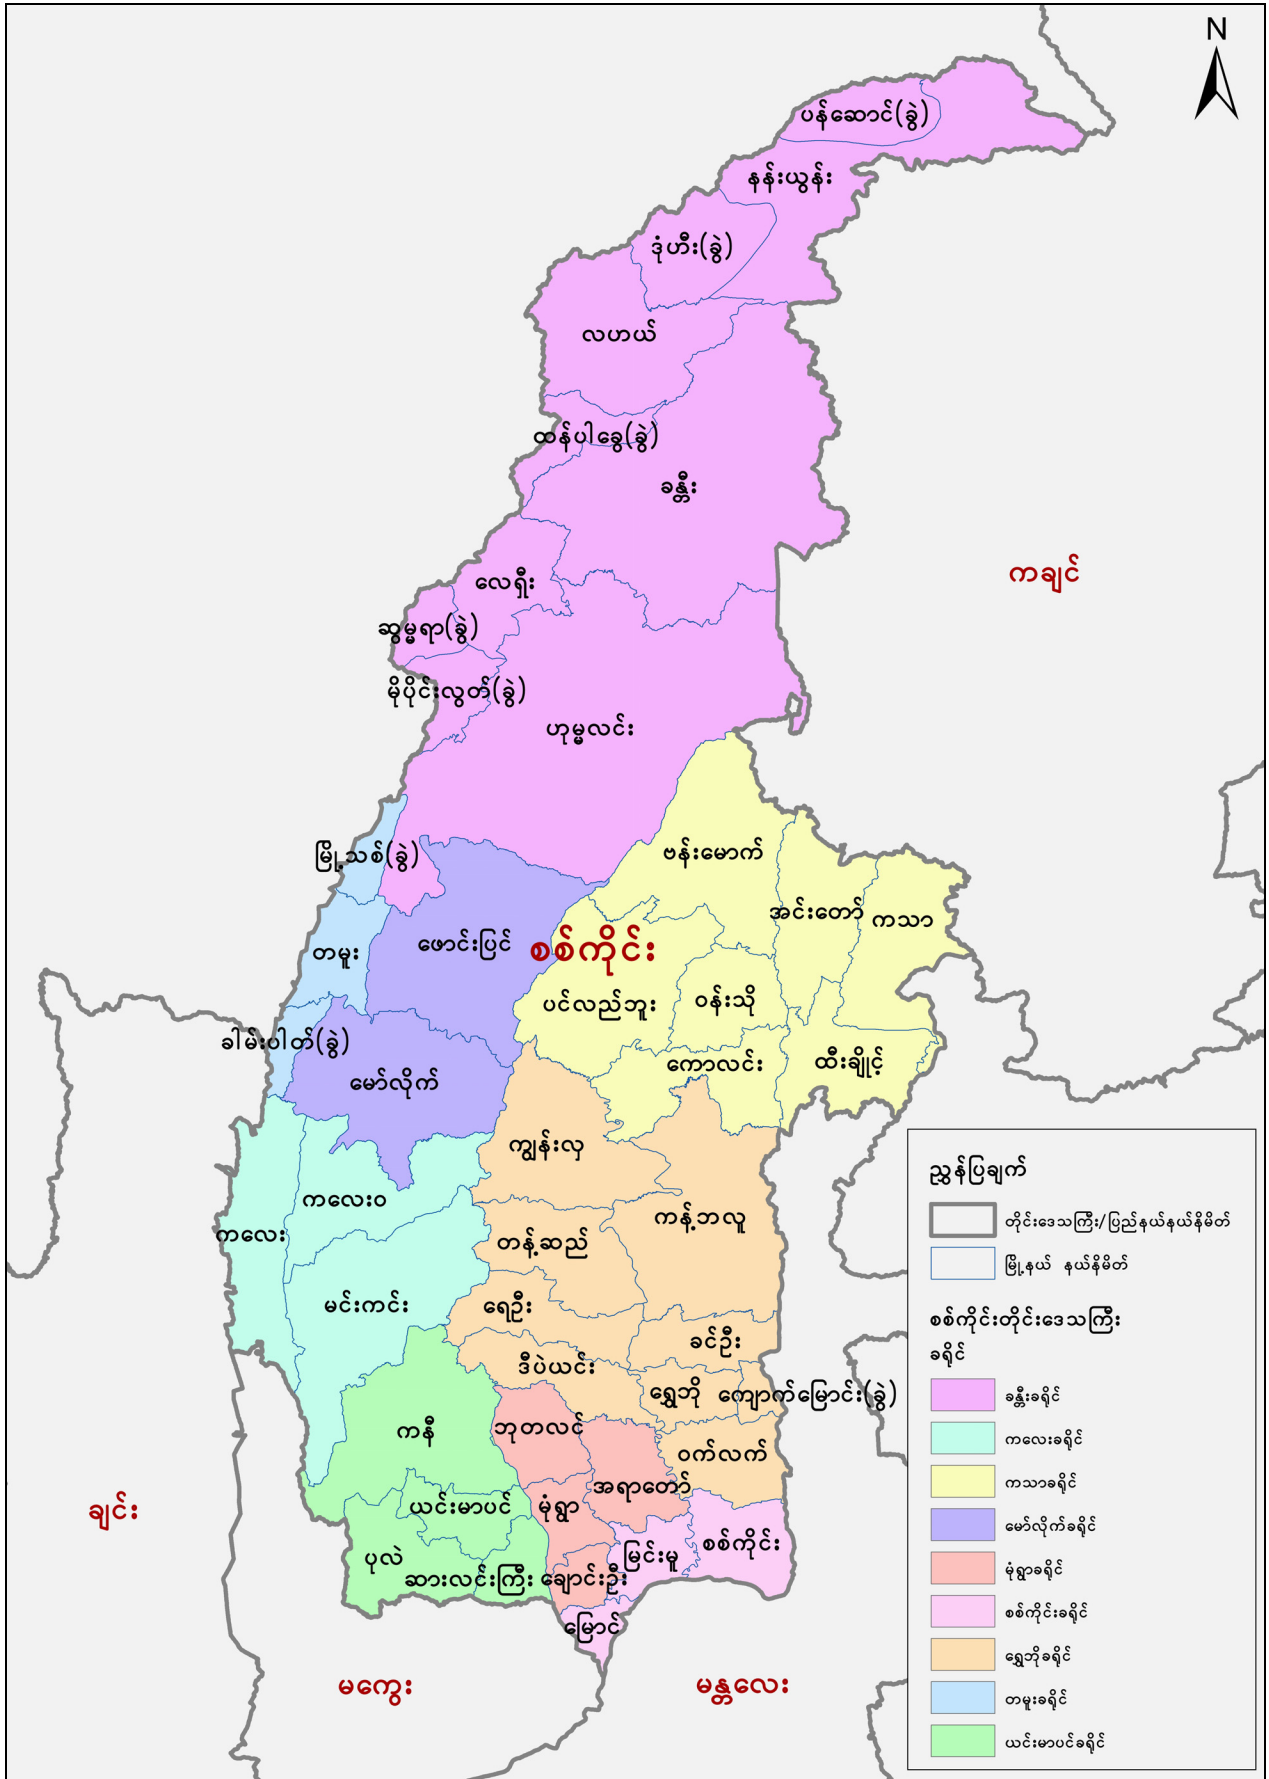 N
ပန်ဆောင်(ခွဲ)
နန်းယွန်း
ဒုံဟီး(ခွဲ)
လဟယ်
ထန်ပါခွေ(ခွဲ)
ခန္တီး
ကချင်
လေရှီး
ဆွမ္မရာ(ခွဲ)
မိုပိုင်းလွတ်(ခွဲ)
ဟုမ္မလင်း
မြို့သစ်(ခွဲ)
ဗန်းမောက်
အင်းတော်
ကသာ
တမူး
ဖောင်းပြင်
စစ်ကိုင်း
ပင်လည်ဘူး
ဝန်းသို
ခါမ်းပါတ်(ခွဲ)
မော်လိုက်
ကောလင်း
ထီးချိုင့်
ကျွန်းလှ
ကလေးဝ
ကန့်ဘလူ
ကလေး
တန့်ဆည်
မင်းကင်း
ရေဦး
ခင်ဦး
ဒီပဲယင်း
ရွှေဘို
ကျောက်မြောင်း(ခွဲ)
ကနီ
ဘုတလင်
ဝက်လက်
အရာတော်
ယင်းမာပင်
မုံရွာ
စစ်ကိုင်း
မြင်းမူ
ပုလဲ
ဆားလင်းကြီး
ချောင်းဦး
မြောင်
ချင်း
မကွေး
မန္တလေး
ညွှန်ပြချက်
တိုင်းဒေသကြီး/ပြည်နယ်နယ်နိမိတ်
မြို့နယ် နယ်နိမိတ်
စစ်ကိုင်းတိုင်းဒေသကြီး
ခရိုင်
ခန္တီးခရိုင်
ကလေးခရိုင်
ကသာခရိုင်
မော်လိုက်ခရိုင်
မုံရွာခရိုင်
စစ်ကိုင်းခရိုင်
ရွှေဘိုခရိုင်
တမူးခရိုင်
ယင်းမာပင်ခရိုင်